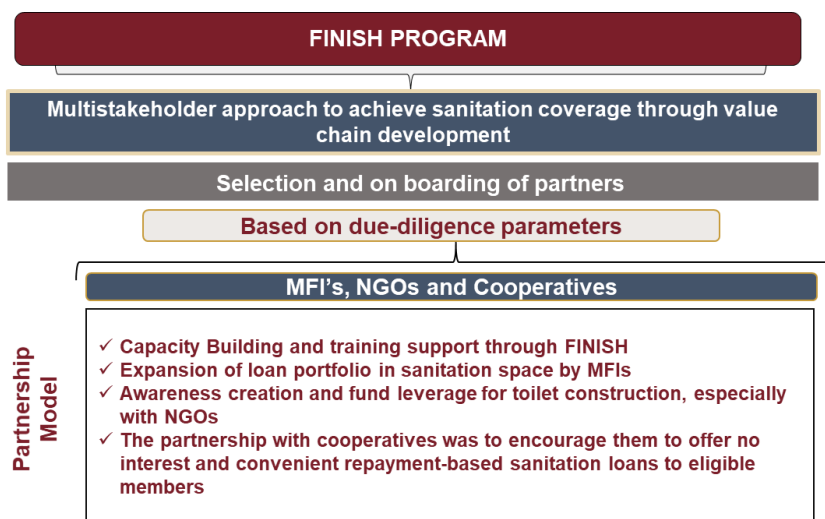 FINISH PROGRAM
Multistakeholder approach to achieve sanitation coverage through value
chain development
Selection and on boarding of partners
Based on due-diligence parameters
MFI's, NGOs and Cooperatives
Partnership
Model
✓ Capacity Building and training support through FINISH
✓ Expansion of loan portfolio in sanitation space by MFIs
✓ Awareness creation and fund leverage for toilet construction, especially
with NGOs
✓ The partnership with cooperatives was to encourage them to offer no
interest and convenient repayment-based sanitation loans to eligible
members